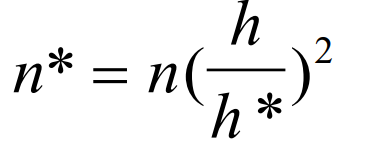 n* = n(h/h*)²